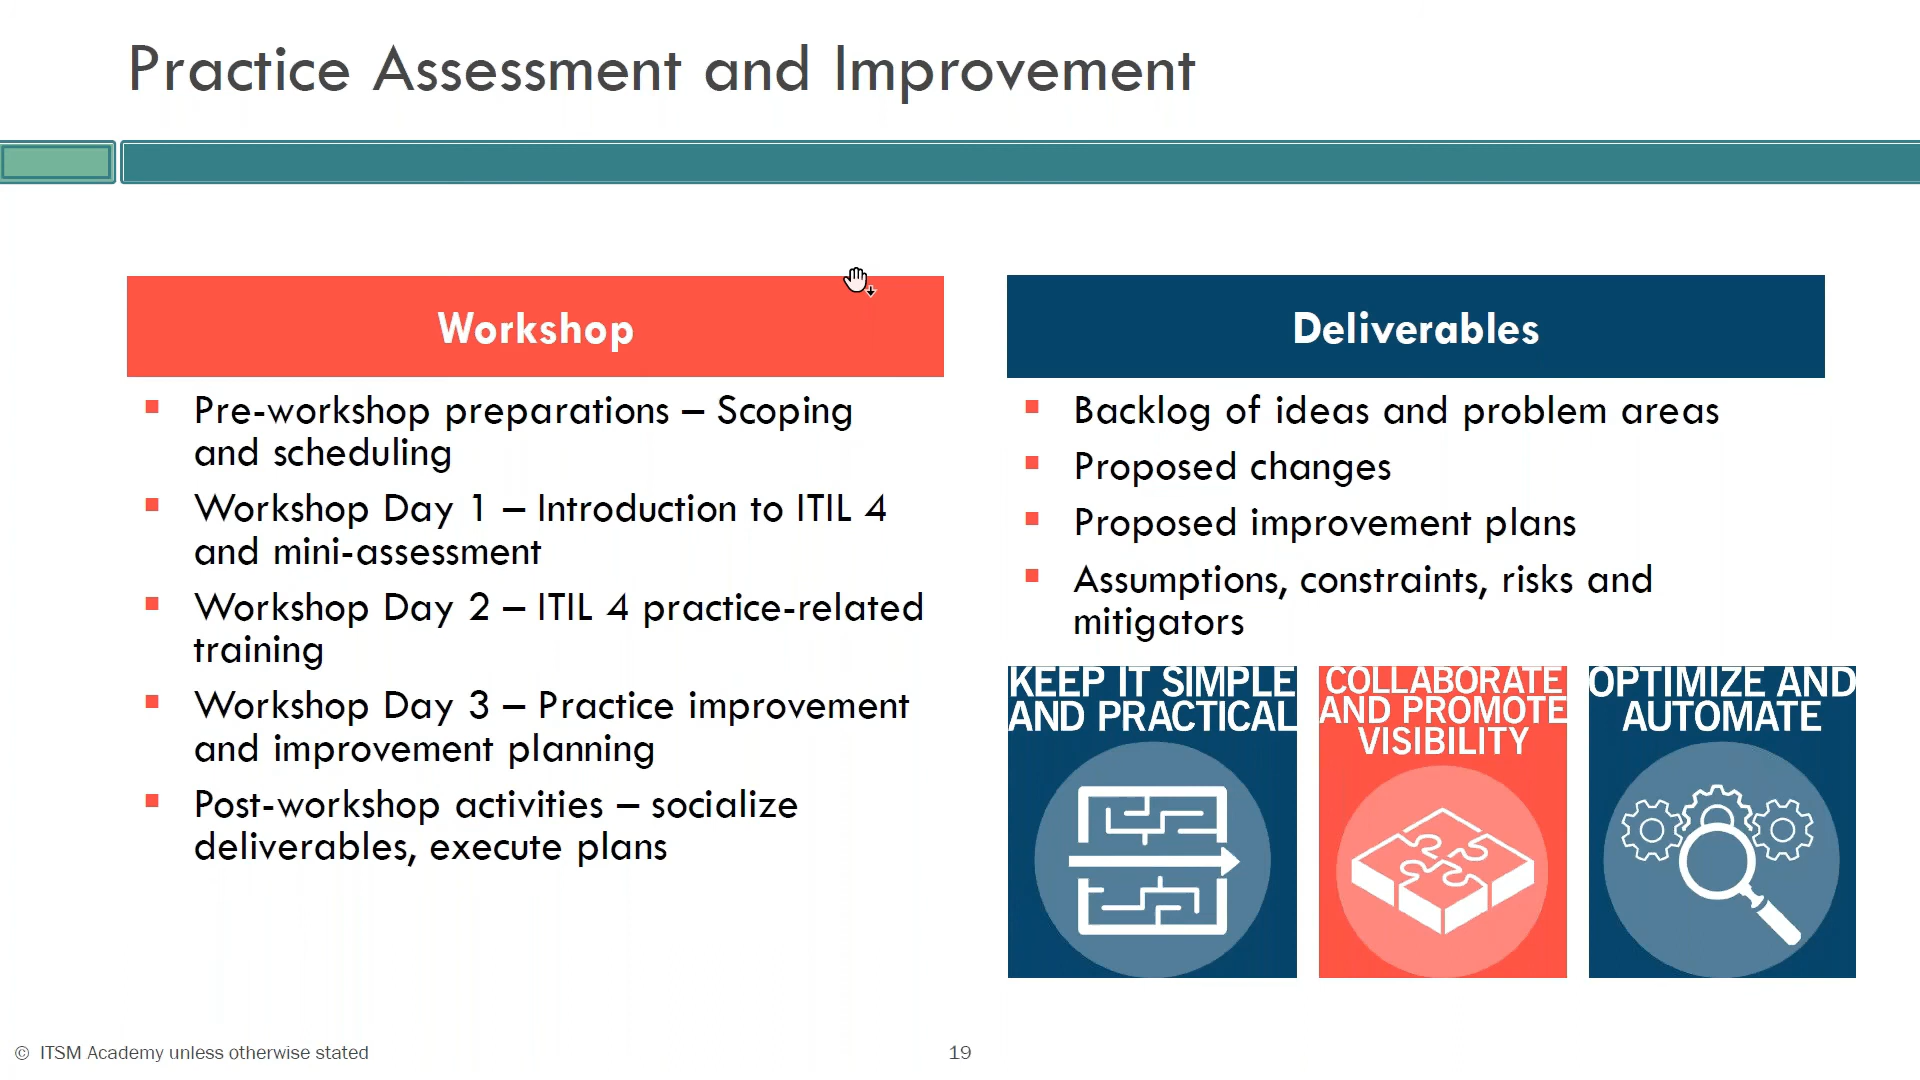 Practice Assessment and Improvement
Workshop
Pre-workshop preparations – Scoping
and scheduling
Workshop Day 1 – Introduction to ITIL 4
and mini-assessment
Workshop Day 2 – ITIL 4 practice-related
training
Workshop Day 3 – Practice improvement
and improvement planning
Post-workshop activities – socialize
deliverables, execute plans
Deliverables
Backlog of ideas and problem areas
Proposed changes
Proposed improvement plans
Assumptions, constraints, risks and
mitigators
KEEP IT SIMPLE
AND PRACTICAL
COLLABORATE
AND PROMOTE
VISIBILITY
OPTIMIZE AND
AUTOMATE
© ITSM Academy unless otherwise stated
19